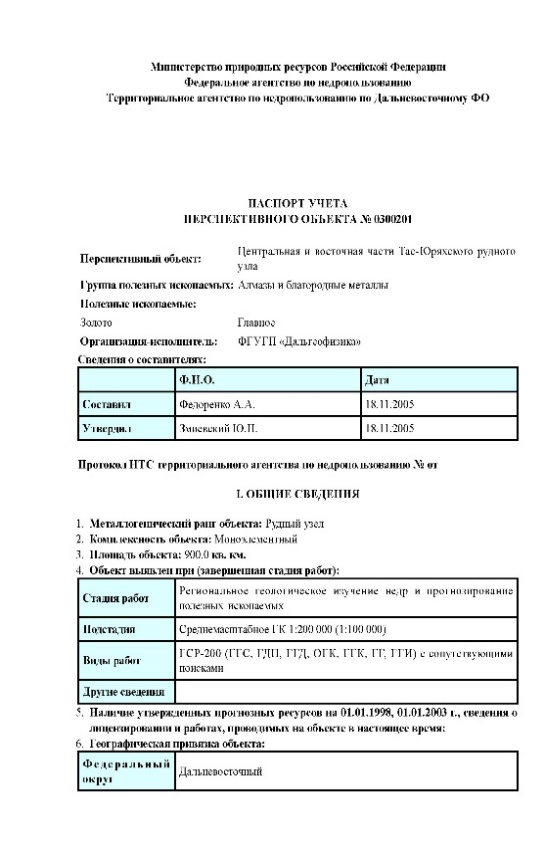 Министерство природных ресурсов Российской Федерации
Федеральное агентство по недропользованию
Территориальное агентство по недропользованию по Дальневосточному ФО
ПАСПОРТ УЧЕТА
ПЕРСПЕКТИВНОГО ОБЪЕКТА № 0300201
Перспективный объект: Центральная и восточная части Тас-Юряхского рудного
узла
Группа полезных ископаемых: Алмазы и благородные металлы
Полезные ископаемые:
Золото Главное
Организация-исполнитель: ФГУГП «Дальгеофизика»
Сведения о составителях:
Ф.И.О. Дата
Составил Федоренко А.А. 18.11.2005
Утвердил Змиевский Ю.П. 18.11.2005
Протокол НТС территориального агентства по недропользованию № от
I. ОБЩИЕ СВЕДЕНИЯ
1. Металлогенический ранг объекта: Рудный узел
2. Комплексность объекта: Моноэлементный
3. Площадь объекта: 900.0 кв. км.
4. Объект выявлен при (завершенная стадия работ):
Стадия работ Региональное геологическое изучение недр и прогнозирование
полезных ископаемых
Подстадия Среднемасштабное ГК 1:200 000 (1:100 000)
Виды работ ГСР-200 (ГГС, ГДП, ГГД, ОГК, ГГК, ГГ, ГГИ) с сопутствующими
поисками
Другие сведения
5. Наличие утвержденных прогнозных ресурсов на 01.01.1998, 01.01.2003 г., сведения о
лицензировании и работах, проводимых на объекте в настоящее время:
6. Географическая привязка объекта:
Федеральный
округ Дальневосточный